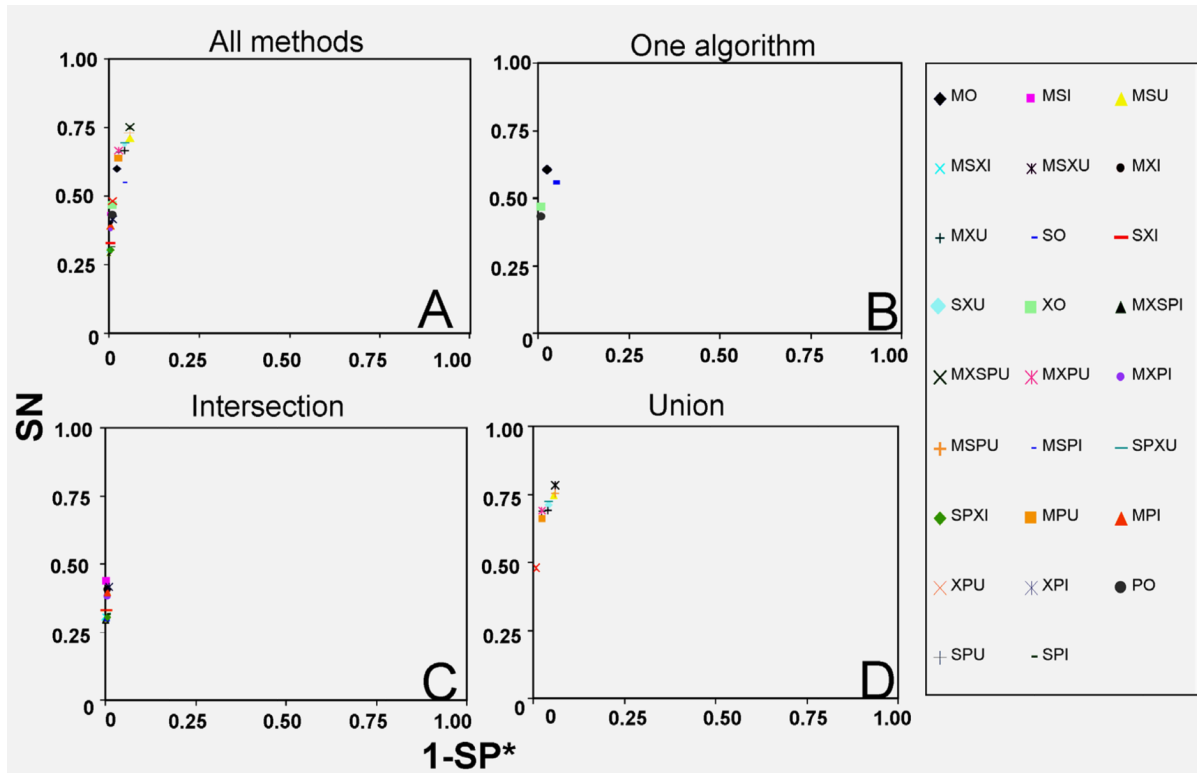 All methods
One algorithm
1.00
0.75
0.50
0.25
0
0 0.25 0.50 0.75 1.00
A
1.00
0.75
0.50
0.25
0
0 0.25 0.50 0.75 1.00
B
MO MSI MSU
MSXI MSXU MXI
MXU SO SXI
SXU XO MXSPI
MXSPU MXPU MXPI
MSPU MSPI SPXU
SPXI MPU MPI
XPU XPI PO
SPU SPI
SN
Intersection
Union
1.00
0.75
0.50
0.25
0
0 0.25 0.50 0.75 1.00
C
1.00
0.75
0.50
0.25
0
0 0.25 0.50 0.75 1.00
D
1-SP*